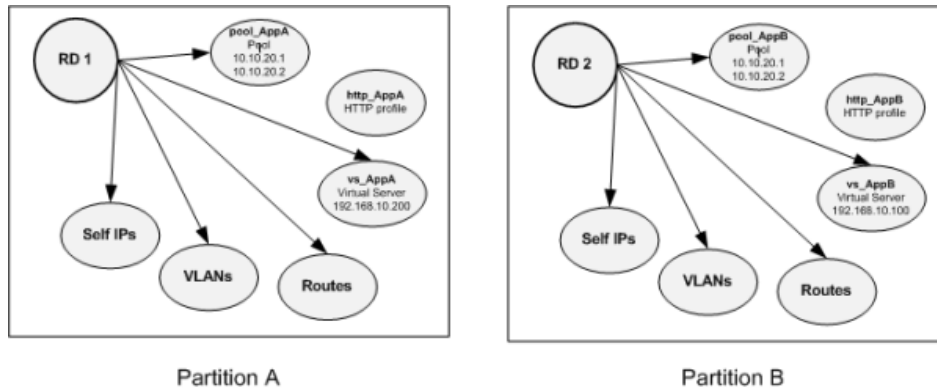 RD 1
pool_AppA
Pool
10.10.20.1
10.10.20.2
http_AppA
HTTP profile
vs_AppA
Virtual Server
192.168.10.200
Self IPs
VLANs
Routes
Partition A
RD 2
pool_AppB
Pool
10.10.20.1
10.10.20.2
http_AppB
HTTP profile
vs_AppB
Virtual Server
192.168.10.100
Self IPs
VLANs
Routes
Partition B